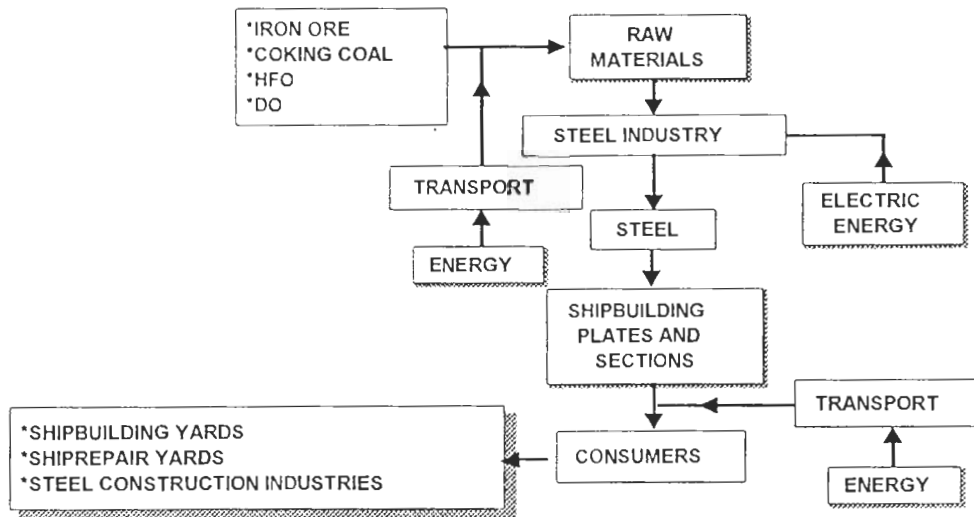 *IRON ORE
*COKING COAL
*HFO
*DO
RAW
MATERIALS
STEEL INDUSTRY
TRANSPORT
ELECTRIC
ENERGY
STEEL
ENERGY
SHIPBUILDING
PLATES AND
SECTIONS
TRANSPORT
*SHIPBUILDING YARDS
*SHIPREPAIR YARDS
*STEEL CONSTRUCTION INDUSTRIES
CONSUMERS
ENERGY